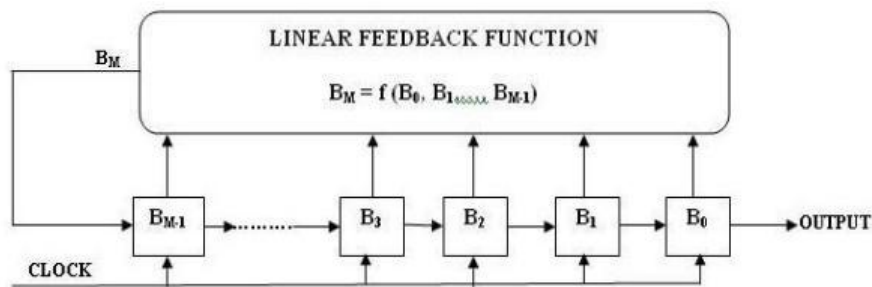 LINEAR FEEDBACK FUNCTION
B_M
B_M = f (B_0, B_1,,,,,, B_M-1)
B_M-1 ......... B_3 B_2 B_1 B_0 OUTPUT
CLOCK